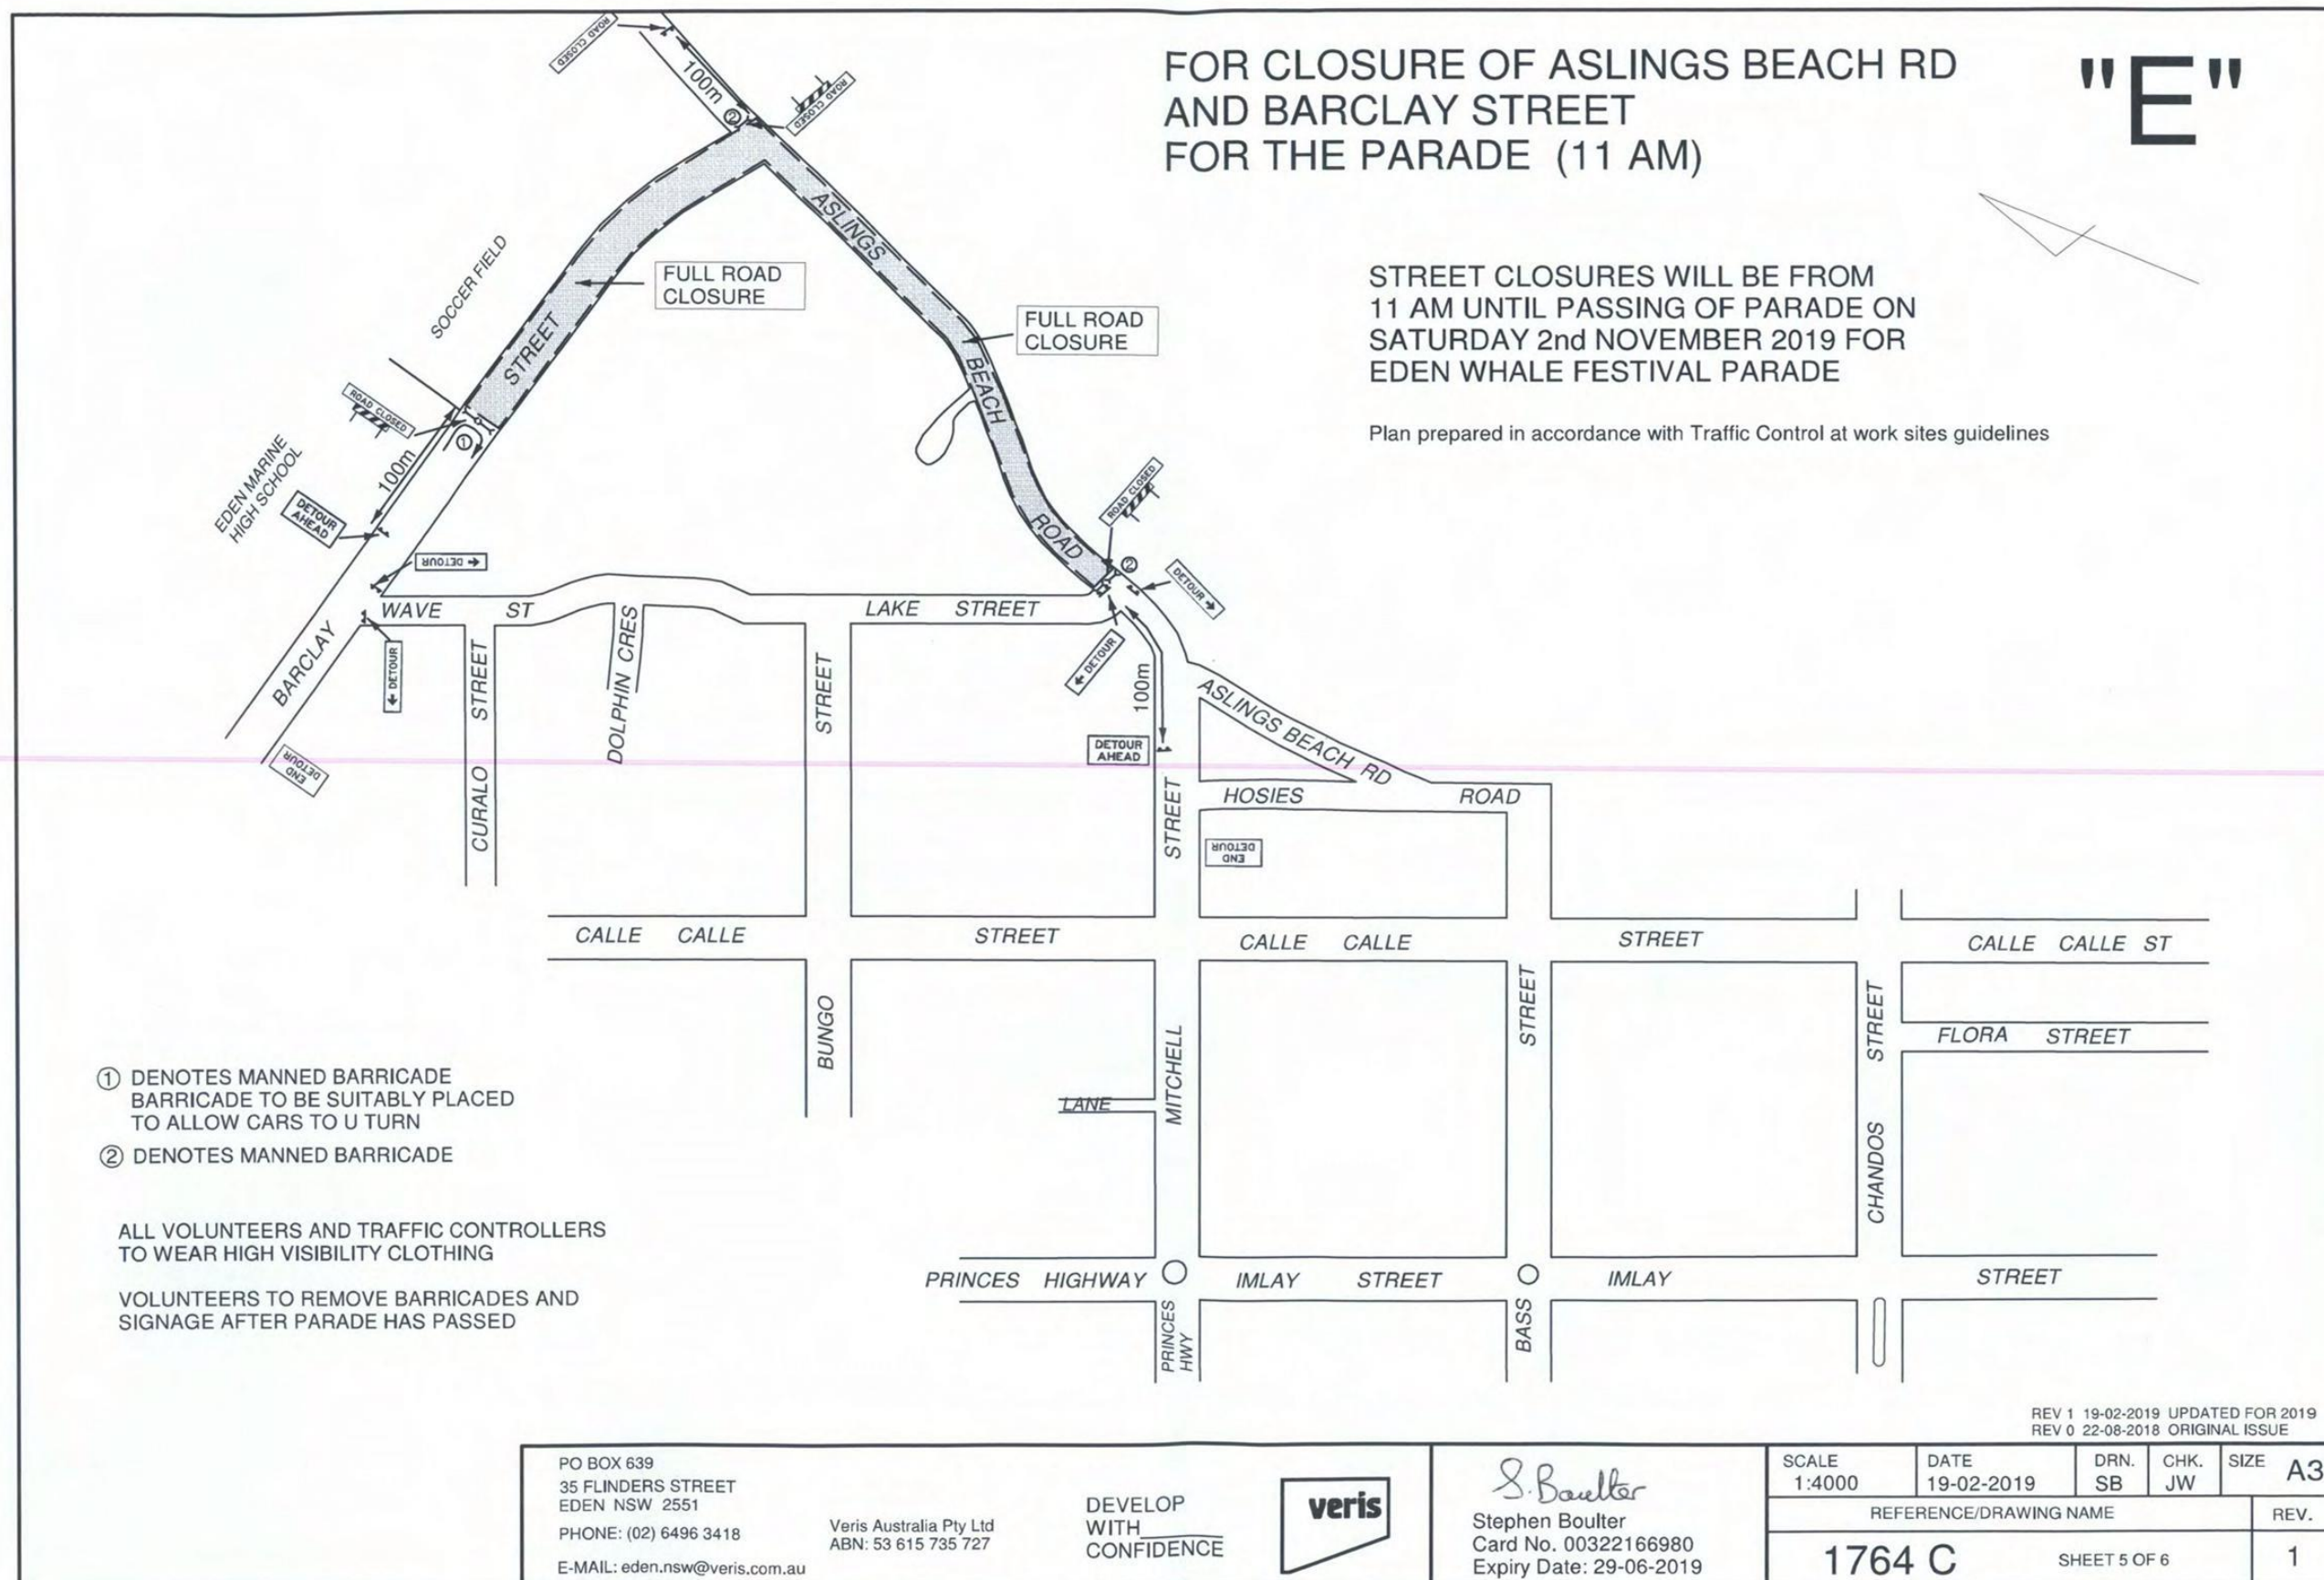 FOR CLOSURE OF ASLINGS BEACH RD
AND BARCLAY STREET
FOR THE PARADE (11 AM)
"E"
STREET CLOSURES WILL BE FROM
11 AM UNTIL PASSING OF PARADE ON
SATURDAY 2nd NOVEMBER 2019 FOR
EDEN WHALE FESTIVAL PARADE
Plan prepared in accordance with Traffic Control at work sites guidelines
ROAD CLOSED
100m
2
ROAD CLOSED
ASLINGS
BEACH
ROAD
SOCCER FIELD
FULL ROAD
CLOSURE
FULL ROAD
CLOSURE
STREET
ROAD CLOSED
1
100m
EDEN MARINE
HIGH SCHOOL
DETOUR
AHEAD
DETOUR
ROAD CLOSED
2
DETOUR
WAVE ST
LAKE STREET
BARCLAY
DETOUR
DETOUR
END
DETOUR
CURALO STREET
DOLPHIN CRES
STREET
100m
DETOUR
AHEAD
ASLINGS BEACH RD
HOSIES ROAD
STREET
END
DETOUR
CALLE CALLE STREET
CALLE CALLE STREET
CALLE CALLE ST
BUNGO
MITCHELL
STREET
STREET
FLORA STREET
LANE
CHANDOS
PRINCES HIGHWAY
IMLAY STREET
IMLAY STREET
PRINCES
HWY
BASS
1 DENOTES MANNED BARRICADE
BARRICADE TO BE SUITABLY PLACED
TO ALLOW CARS TO U TURN
2 DENOTES MANNED BARRICADE
ALL VOLUNTEERS AND TRAFFIC CONTROLLERS
TO WEAR HIGH VISIBILITY CLOTHING
VOLUNTEERS TO REMOVE BARRICADES AND
SIGNAGE AFTER PARADE HAS PASSED
REV 1 19-02-2019 UPDATED FOR 2019
REV 0 22-08-2018 ORIGINAL ISSUE
PO BOX 639
35 FLINDERS STREET
EDEN NSW 2551
PHONE: (02) 6496 3418
E-MAIL: eden.nsw@veris.com.au
Veris Australia Pty Ltd
ABN: 53 615 735 727
DEVELOP
WITH
CONFIDENCE
veris
S. Boulter
Stephen Boulter
Card No. 00322166980
Expiry Date: 29-06-2019
SCALE
1:4000
DATE
19-02-2019
DRN.
SB
CHK.
JW
SIZE A3
REFERENCE/DRAWING NAME
1764 C
SHEET 5 OF 6
REV.
1